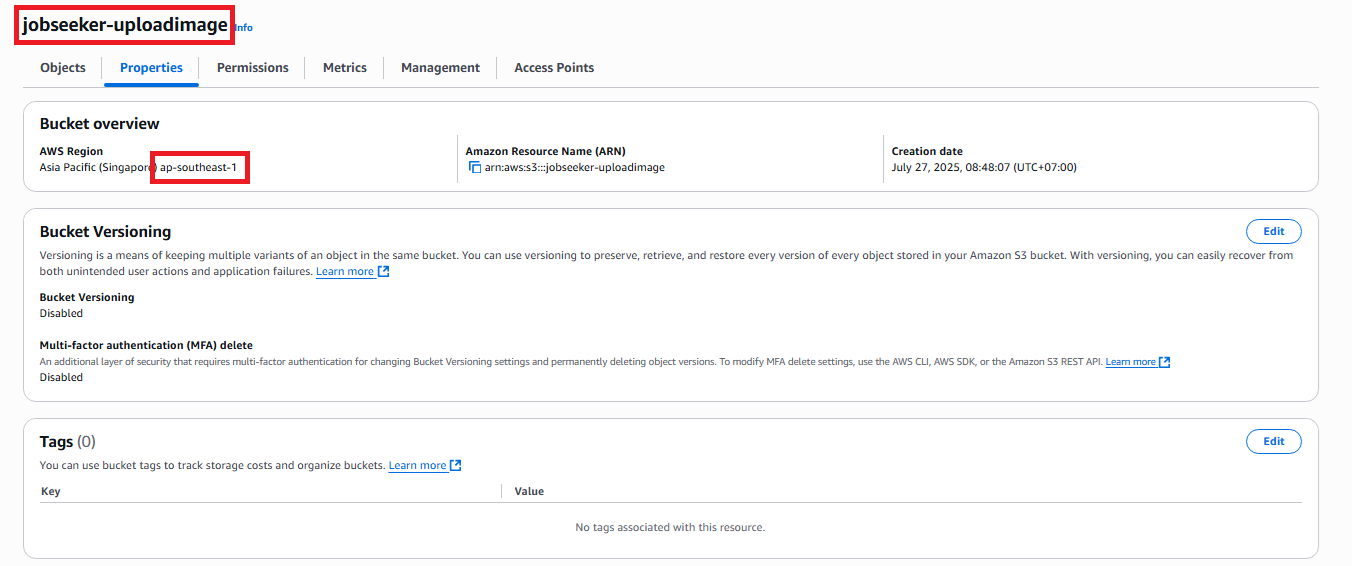 jobseeker-uploadimage Info
Objects Properties Permissions Metrics Management Access Points
Bucket overview
AWS Region
Asia Pacific (Singapore) ap-southeast-1
Amazon Resource Name (ARN)
arn:aws:s3:::jobseeker-uploadimage
Creation date
July 27, 2025, 08:48:07 (UTC+07:00)
Bucket Versioning
Edit
Versioning is a means of keeping multiple variants of an object in the same bucket. You can use versioning to preserve, retrieve, and restore every version of every object stored in your Amazon S3 bucket. With versioning, you can easily recover from
both unintended user actions and application failures. Learn more
Bucket Versioning
Disabled
Multi-factor authentication (MFA) delete
An additional layer of security that requires multi-factor authentication for changing Bucket Versioning settings and permanently deleting object versions. To modify MFA delete settings, use the AWS CLI, AWS SDK, or the Amazon S3 REST API. Learn more
Disabled
Tags (0)
Edit
You can use bucket tags to track storage costs and organize buckets. Learn more
Key Value
No tags associated with this resource.